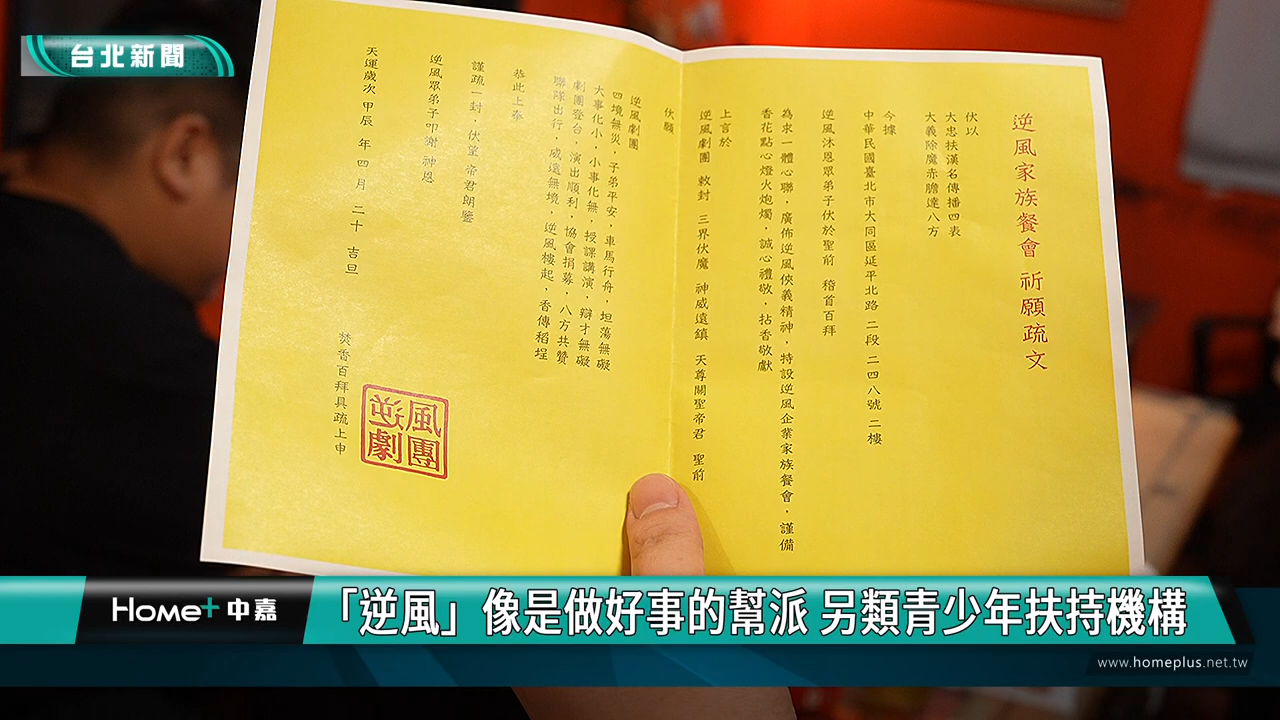 台北新聞
逆風家族餐會 祈願疏文
伏以
大忠扶漢名傳播四表
大義除魔赤膽達八方
今據
中華民國臺北市大同區延平北路 二段 二四八號 二樓
逆風沐恩眾弟子伏於聖前 稽首百拜
為求一體心聯，廣佈逆風俠義精神，特設逆風企業家族餐會，謹備
香花點心燈火炮燭，誠心禮敬，拈香敬獻
上言於
逆風劇團 敕封 三界伏魔 神威遠鎮 天尊關聖帝君 聖前
伏願
逆風劇團
四境無災，子弟平安，車馬行舟，坦蕩無礙
大事化小，小事化無，授課講演，辯才無礙
劇團登台，演出順利，協會捐募，八方共贊
聯隊出行，威遠無境，逆風樓起，香傳稻埕
恭此上奉
謹疏一封，伏望 帝君朗鑒
逆風眾弟子叩謝 神恩
天運歲次 甲辰 年 四 月 二十 吉旦
焚香百拜具疏上申
逆風劇團
Home+ 中嘉
「逆風」像是做好事的幫派 另類青少年扶持機構
www.homeplus.net.tw